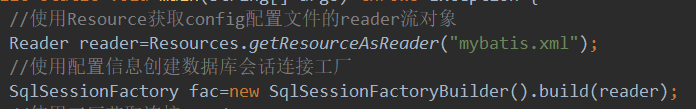 //使用Resource获取config配置文件的reader流对象
Reader reader=Resources.getResourceAsReader("mybatis.xml");
//使用配置信息创建数据库会话连接工厂
SqlSessionFactory fac=new SqlSessionFactoryBuilder().build(reader);